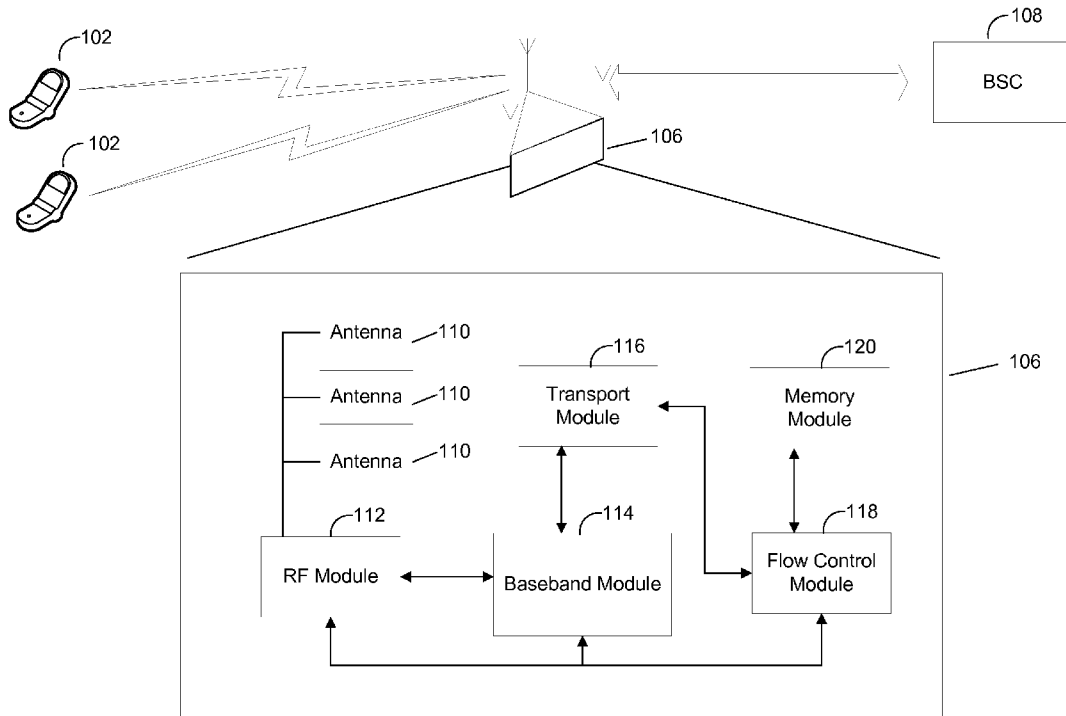 102
108
BSC
102
106
Antenna 110
116
120
106
Antenna 110
Transport
Module
Memory
Module
Antenna 110
112
114
118
RF Module
Baseband Module
Flow Control
Module